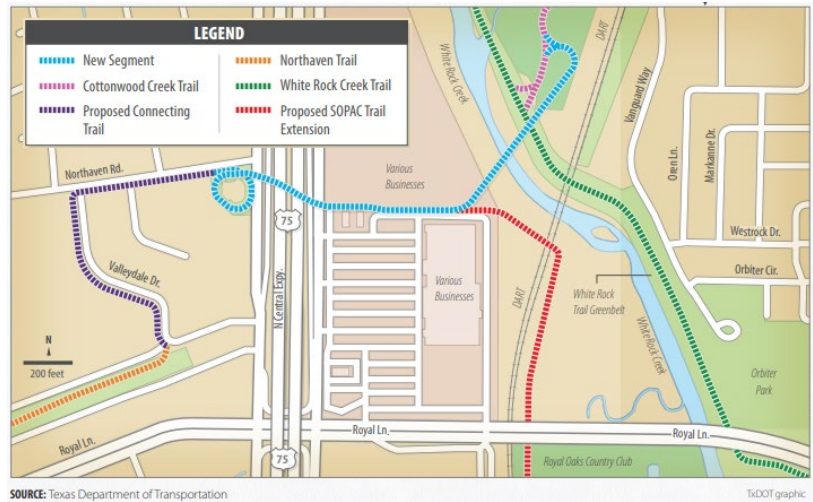 LEGEND
New Segment
Cottonwood Creek Trail
Proposed Connecting
Trail
Northaven Trail
White Rock Creek Trail
Proposed SOPAC Trail
Extension
White Rock Creek
DART
Vanguard Way
Oren Ln.
Markanne Dr.
Northaven Rd.
Various
Businesses
75
Westrock Dr.
Orbiter Cir.
Valleydale Dr.
N Central Expy.
Various
Businesses
DART
White Rock
Trail Greenbelt
White Rock Creek
N
200 feet
Orbiter
Park
Royal Ln.
Royal Ln.
Royal Ln.
75
Royal Oaks Country Club
SOURCE: Texas Department of Transportation
TxDOT graphic